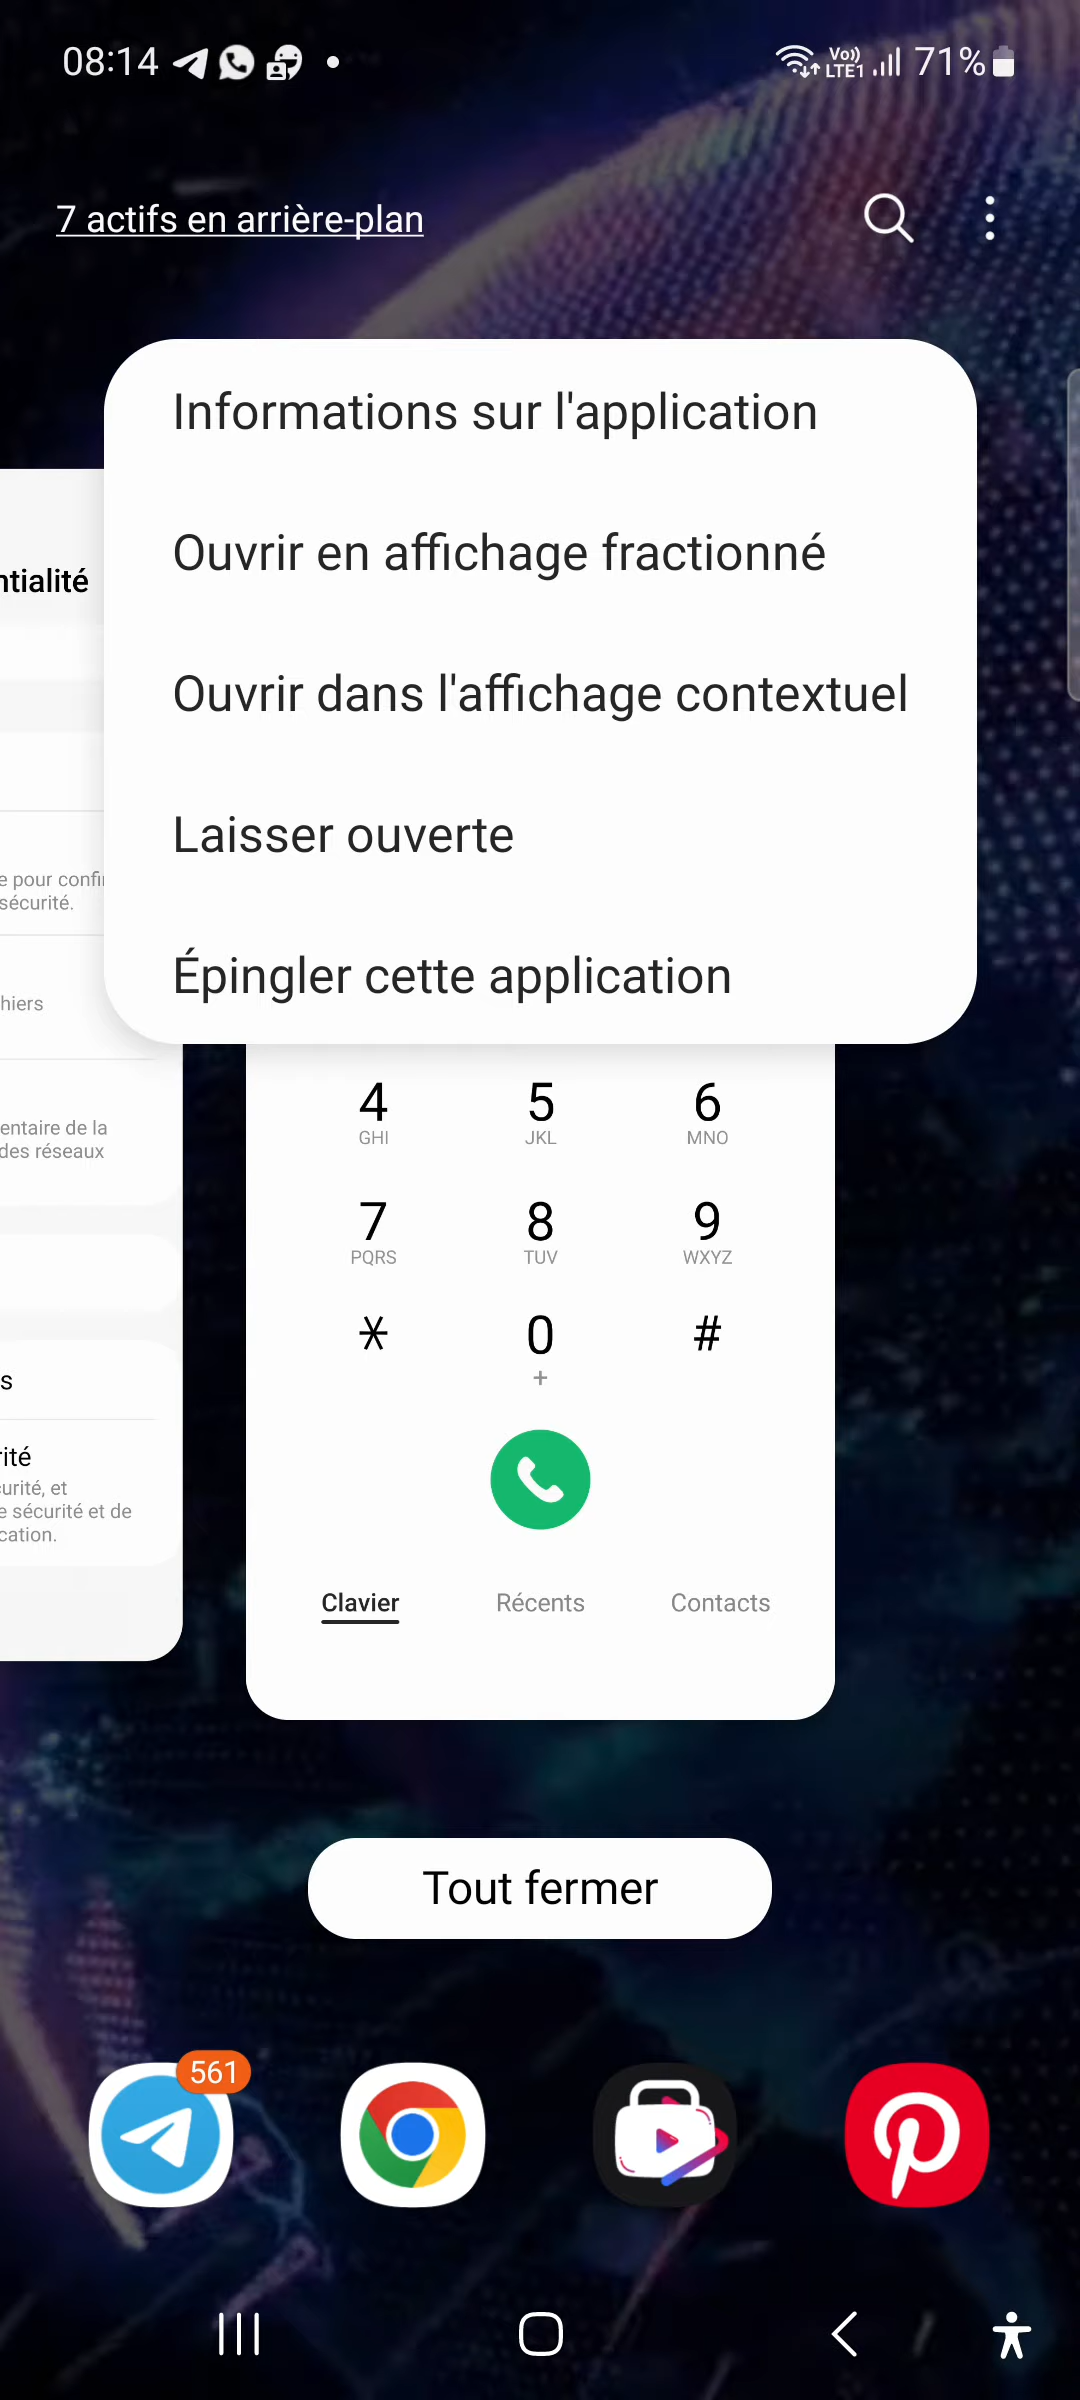 08:14
Vo))
LTE1
71%
7 actifs en arrière-plan
Informations sur l'application
Ouvrir en affichage fractionné
Ouvrir dans l'affichage contextuel
Laisser ouverte
Épingler cette application
ntialité
e pour confi
sécurité.
hiers
entaire de la
des réseaux
s
rité
urité, et
e sécurité et de
cation.
4 5 6
GHI JKL MNO
7 8 9
PQRS TUV WXYZ
* 0 #
+
Clavier Récents Contacts
Tout fermer
561